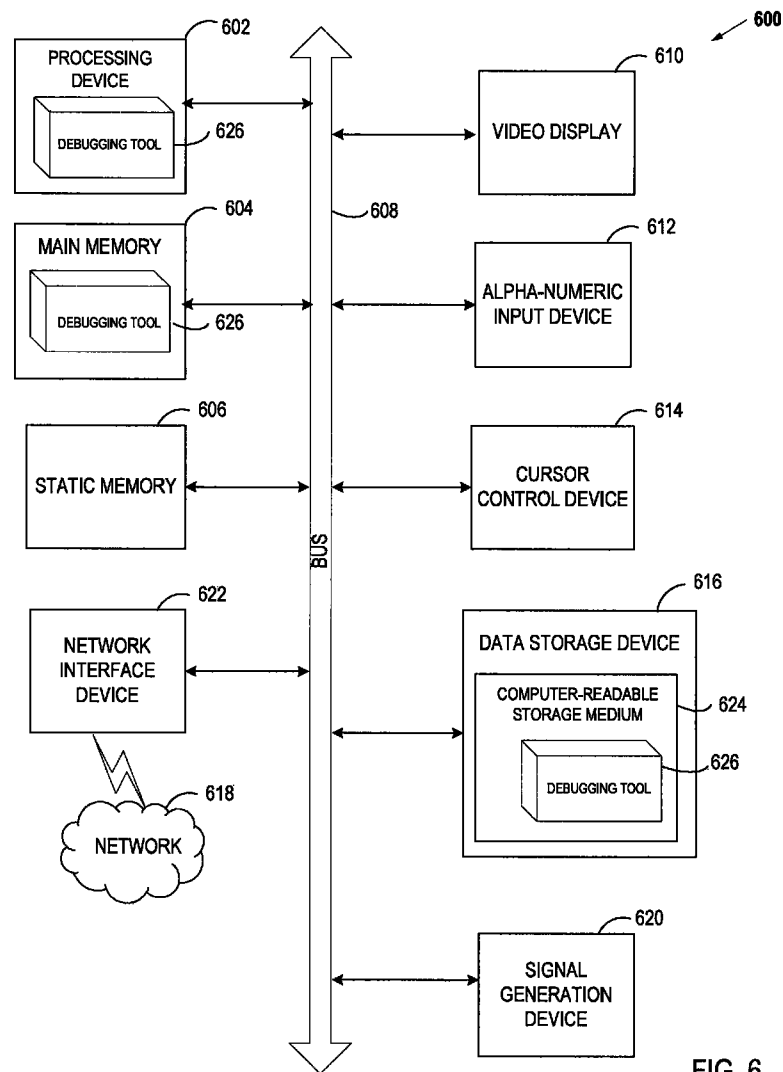 600
602
PROCESSING
DEVICE
DEBUGGING TOOL
626
604
MAIN MEMORY
DEBUGGING TOOL
626
606
STATIC MEMORY
622
NETWORK
INTERFACE
DEVICE
618
NETWORK
608
BUS
610
VIDEO DISPLAY
612
ALPHA-NUMERIC
INPUT DEVICE
614
CURSOR
CONTROL DEVICE
616
DATA STORAGE DEVICE
COMPUTER-READABLE
STORAGE MEDIUM
624
626
DEBUGGING TOOL
620
SIGNAL
GENERATION
DEVICE
FIG. 6